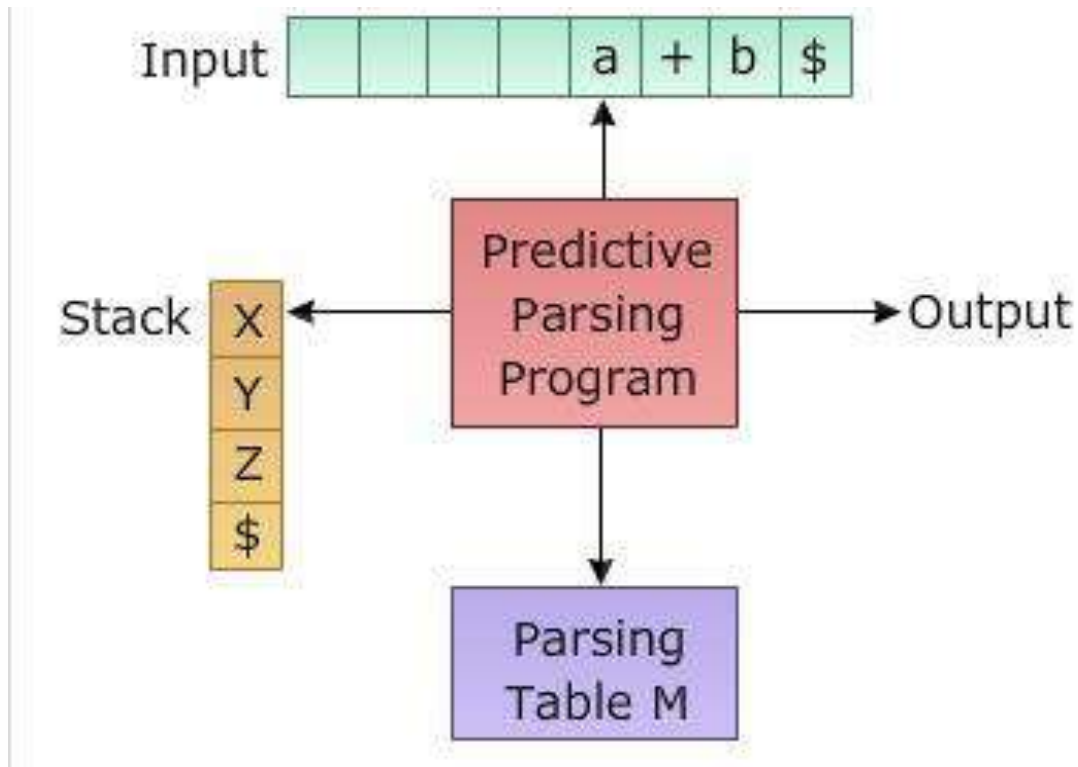 Input a + b $
Predictive
Parsing
Program
Stack X
Y
Z
$
Output
Parsing
Table M